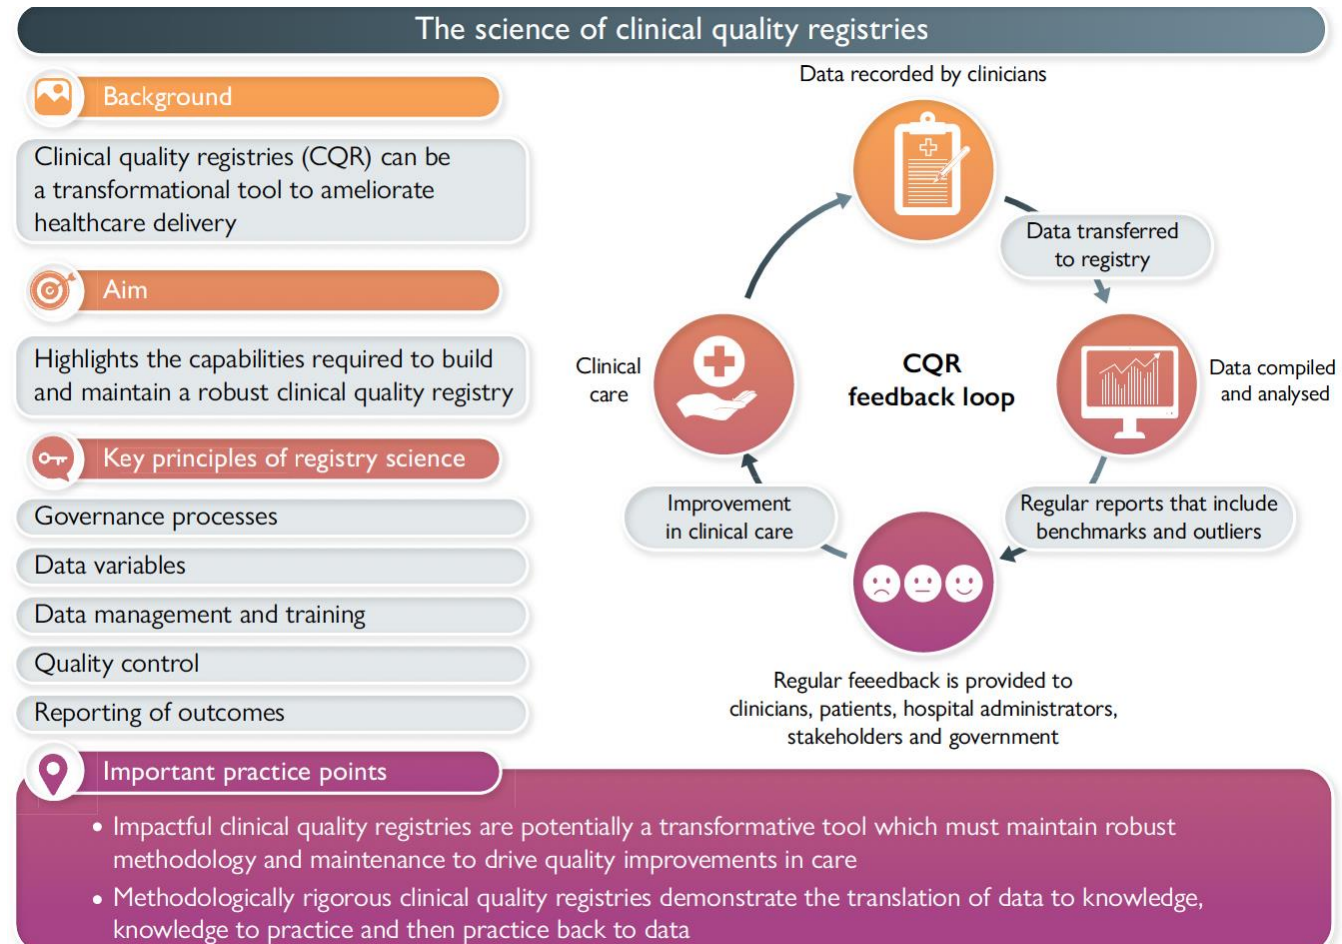 The science of clinical quality registries
Background
Clinical quality registries (CQR) can be
a transformational tool to ameliorate
healthcare delivery
Aim
Highlights the capabilities required to build
and maintain a robust clinical quality registry
Key principles of registry science
Governance processes
Data variables
Data management and training
Quality control
Reporting of outcomes
Data recorded by clinicians
Data transferred
to registry
Data compiled
and analysed
CQR
feedback loop
Regular reports that include
benchmarks and outliers
Regular feeedback is provided to
clinicians, patients, hospital administrators,
stakeholders and government
Improvement
in clinical care
Clinical
care
Important practice points
• Impactful clinical quality registries are potentially a transformative tool which must maintain robust
methodology and maintenance to drive quality improvements in care
• Methodologically rigorous clinical quality registries demonstrate the translation of data to knowledge,
knowledge to practice and then practice back to data